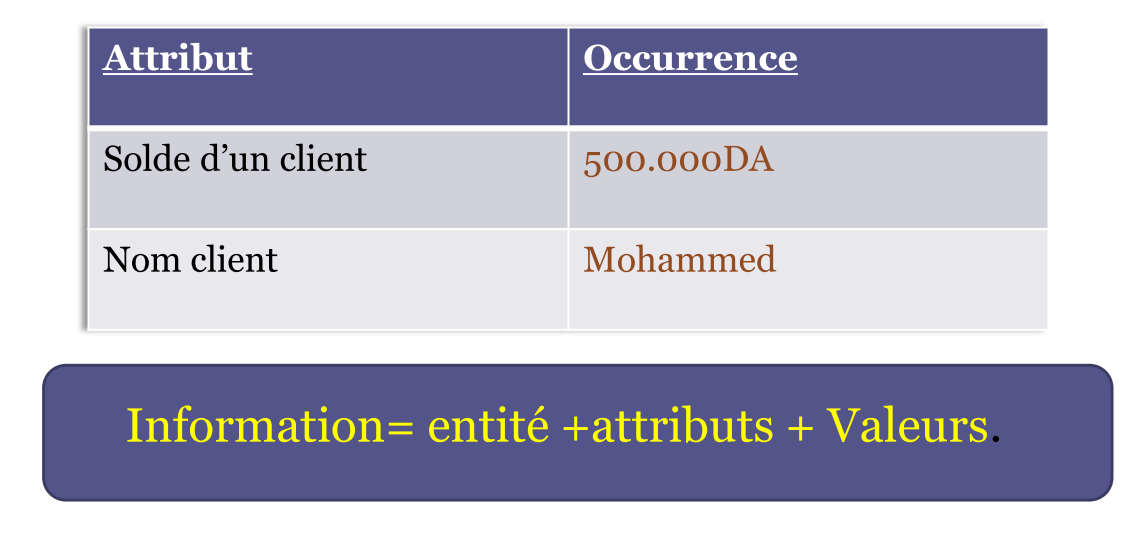 Attribut Occurrence
Solde d’un client 500.000DA
Nom client Mohammed
Information= entité +attributs + Valeurs.